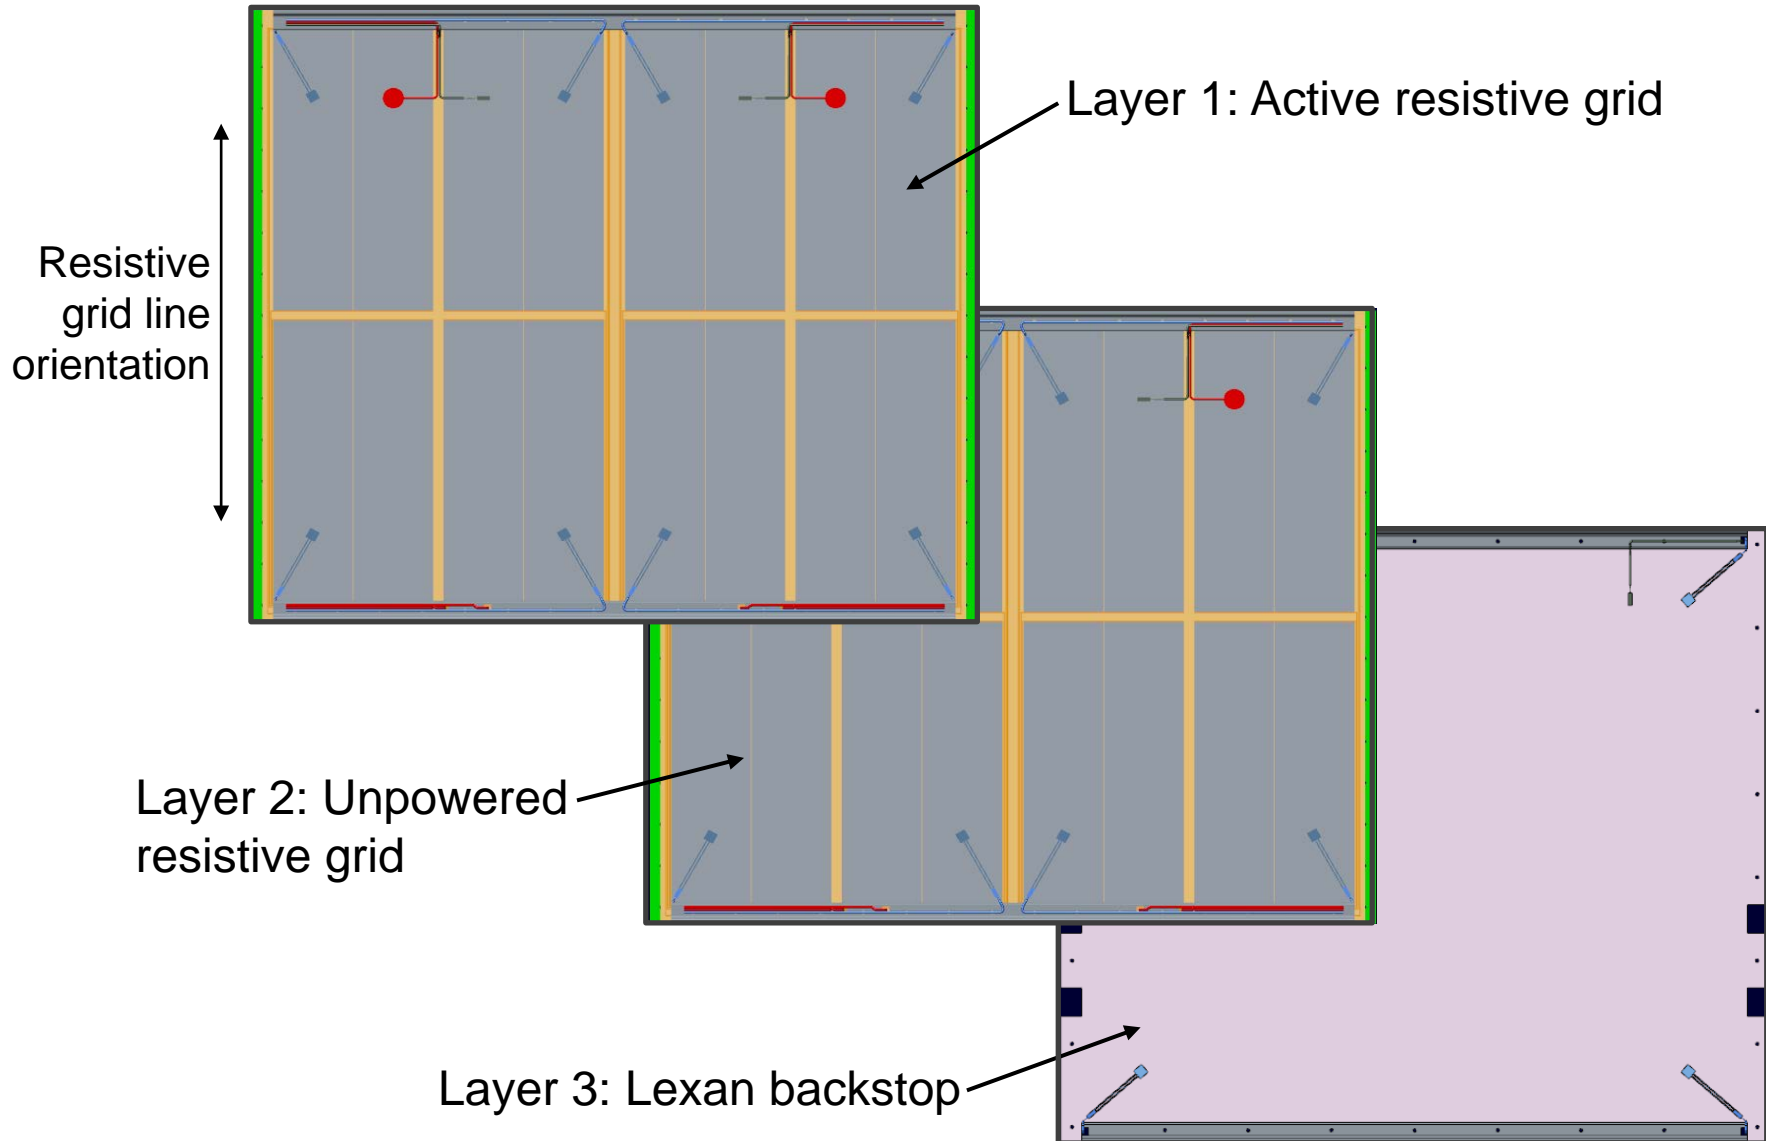 Layer 1: Active resistive grid
Resistive
grid line
orientation
Layer 2: Unpowered
resistive grid
Layer 3: Lexan backstop